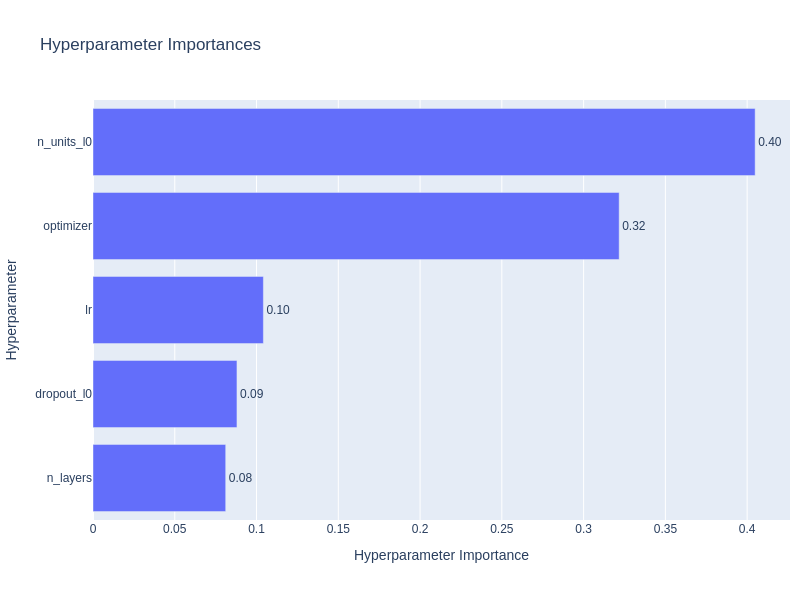 Hyperparameter Importances
Hyperparameter
n_units_l0
0.40
optimizer
0.32
lr
0.10
dropout_l0
0.09
n_layers
0.08
0
0.05
0.1
0.15
0.2
0.25
0.3
0.35
0.4
Hyperparameter Importance